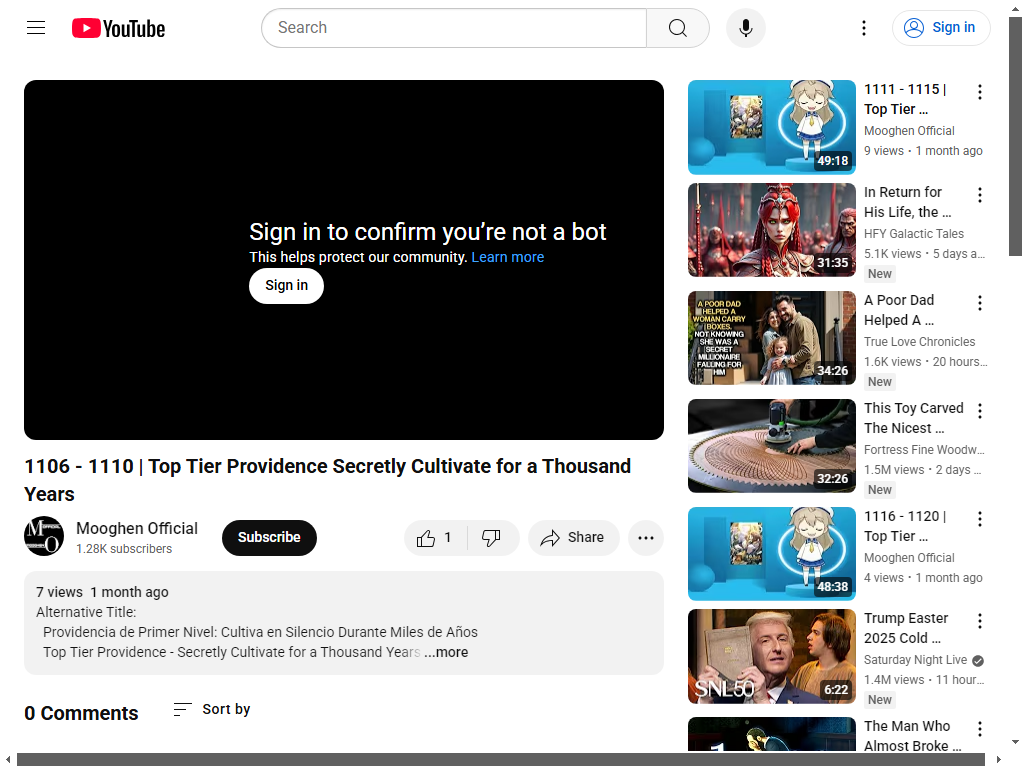 YouTube
Search
Sign in
Sign in to confirm you’re not a bot
This helps protect our community. Learn more
Sign in
1106 - 1110 | Top Tier Providence Secretly Cultivate for a Thousand
Years
Mooghen Official
1.28K subscribers
Subscribe
1
Share
7 views 1 month ago
Alternative Title:
Providencia de Primer Nivel: Cultiva en Silencio Durante Miles de Años
Top Tier Providence - Secretly Cultivate for a Thousand Years ...more
0 Comments
Sort by
49:18
1111 - 1115 |
Top Tier ...
Mooghen Official
9 views • 1 month ago
31:35
In Return for
His Life, the ...
HFY Galactic Tales
5.1K views • 5 days a...
New
A POOR DAD
HELPED A
WOMAN CARRY
BOXES.
NOT KNOWING
SHE WAS A
SECRET
MILLIONAIRE
FALLING FOR
HIM
34:26
A Poor Dad
Helped A ...
True Love Chronicles
1.6K views • 20 hours...
New
32:26
This Toy Carved
The Nicest ...
Fortress Fine Woodw...
1.5M views • 2 days ...
New
48:38
1116 - 1120 |
Top Tier ...
Mooghen Official
4 views • 1 month ago
SNL50
6:22
Trump Easter
2025 Cold ...
Saturday Night Live
1.4M views • 11 hour...
New
The Man Who
Almost Broke ...